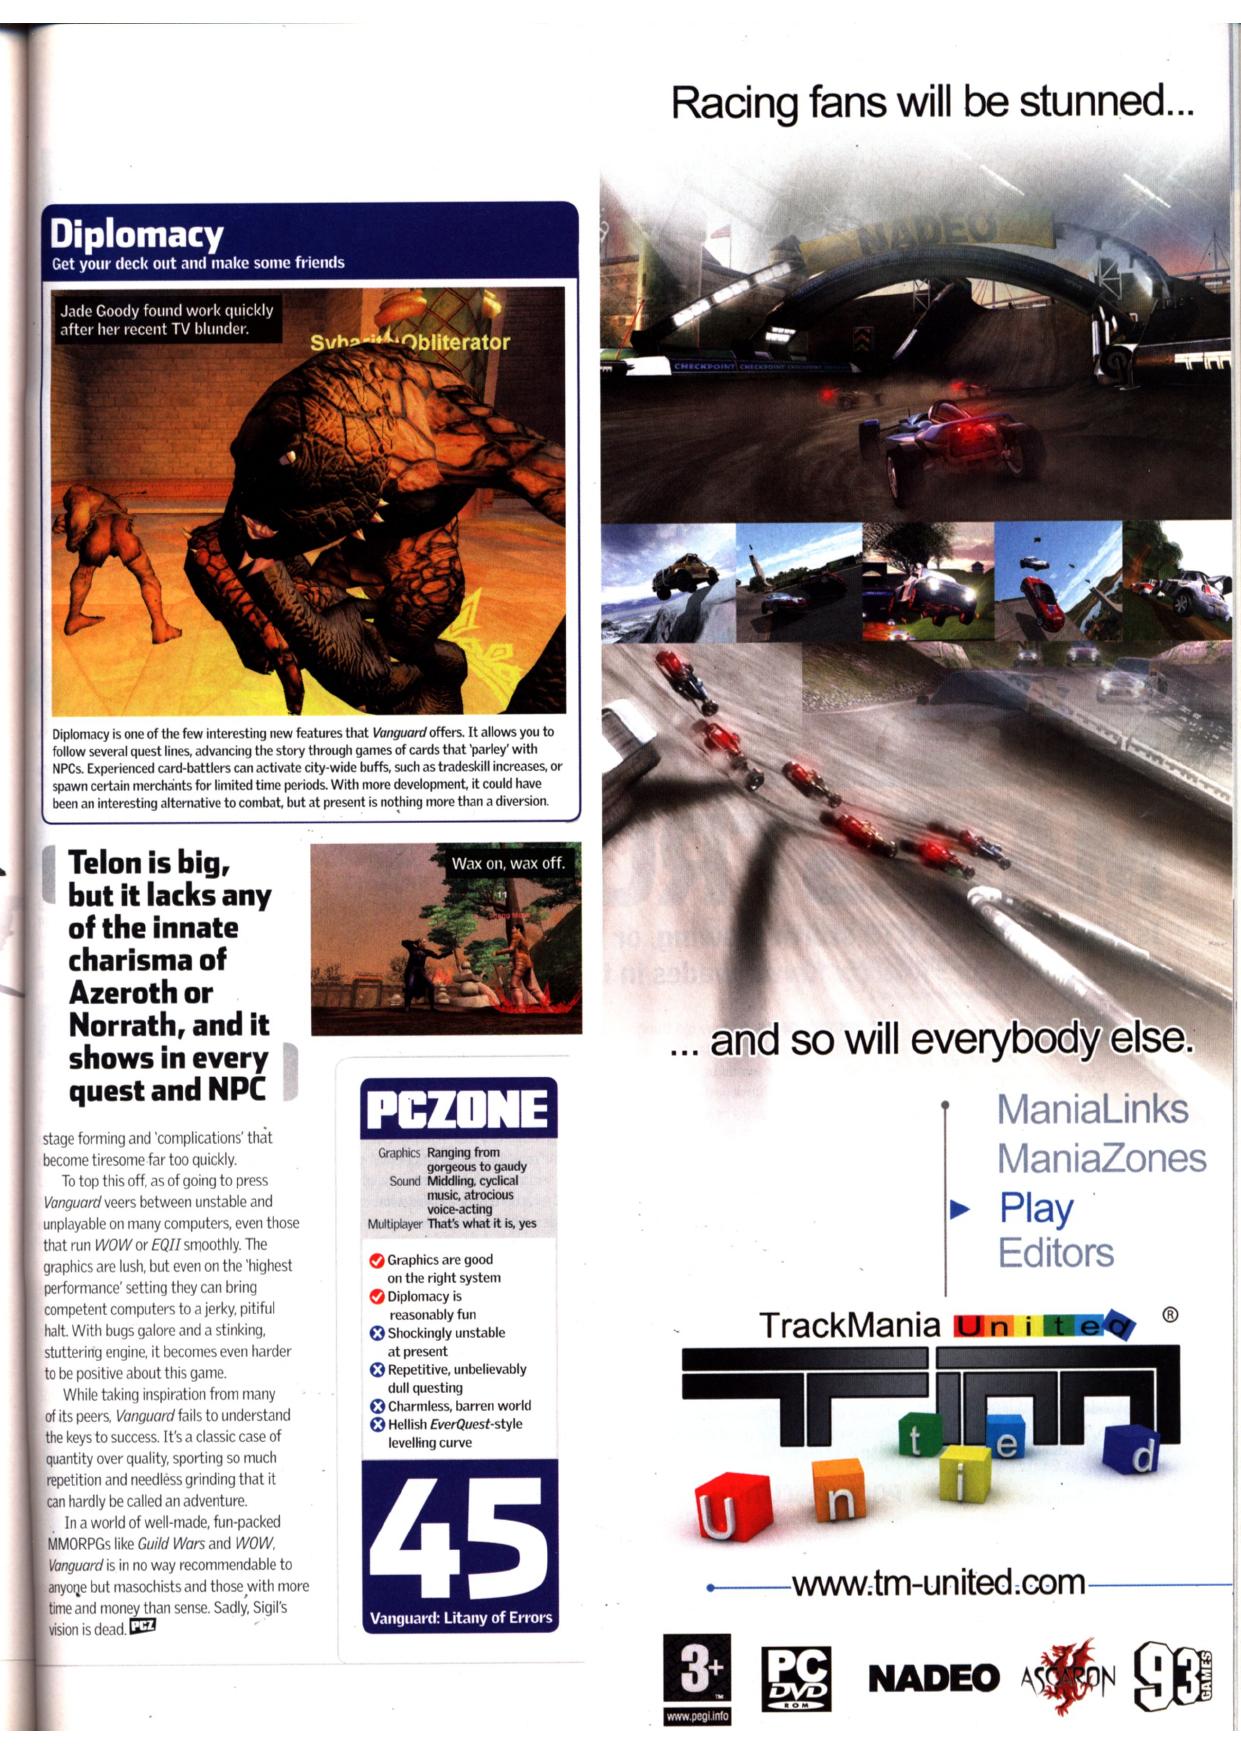 Diplomacy
Get your deck out and make some friends
Jade Goody found work quickly
after her recent TV blunder.
Obliterator
Diplomacy is one of the few interesting new features that Vanguard offers. It allows you to
follow several quest lines, advancing the story through games of cards that 'parley' with
NPCs. Experienced card-battlers can activate city-wide buffs, such as tradeskill increases, or
spawn certain merchants for limited time periods. With more development, it could have
been an interesting alternative to combat, but at present is nothing more than a diversion.
Telon is big,
but it lacks any
of the innate
charisma of
Azeroth or
Norrath, and it
shows in every
quest and NPC
Wax on, wax off.
stage forming and 'complications' that
become tiresome far too quickly.
To top this off, as of going to press
Vanguard veers between unstable and
unplayable on many computers, even those
that run WOW or EQII smoothly. The
graphics are lush, but even on the 'highest
performance' setting they can bring
competent computers to a jerky, pitiful
halt. With bugs galore and a stinking,
stuttering engine, it becomes even harder
to be positive about this game.
While taking inspiration from many
of its peers, Vanguard fails to understand
the keys to success. It's a classic case of
quantity over quality, sporting so much
repetition and needless grinding that it
can hardly be called an adventure.
In a world of well-made, fun-packed
MMORPGs like Guild Wars and WOW,
Vanguard is in no way recommendable to
anyone but masochists and those with more
time and money than sense. Sadly, Sigil's
vision is dead. PCZ
PCZONE
Graphics Ranging from
gorgeous to gaudy
Sound Middling, cyclical
music, atrocious
voice-acting
Multiplayer That's what it is, yes
Graphics are good
on the right system
Diplomacy is
reasonably fun
Shockingly unstable
at present
Repetitive, unbelievably
dull questing
Charmless, barren world
Hellish EverQuest-style
levelling curve
45
Vanguard: Litany of Errors
Racing fans will be stunned...
NADEO
CHECKPOINT CHECKPOINT CHECKPOINT
... and so will everybody else.
ManiaLinks
ManiaZones
Play
Editors
TrackMania United ®
TM
United
www.tm-united.com
3+
TM
www.pegi.info
PC
DVD
ROM
NADEO
ASCARON
93
GAMES